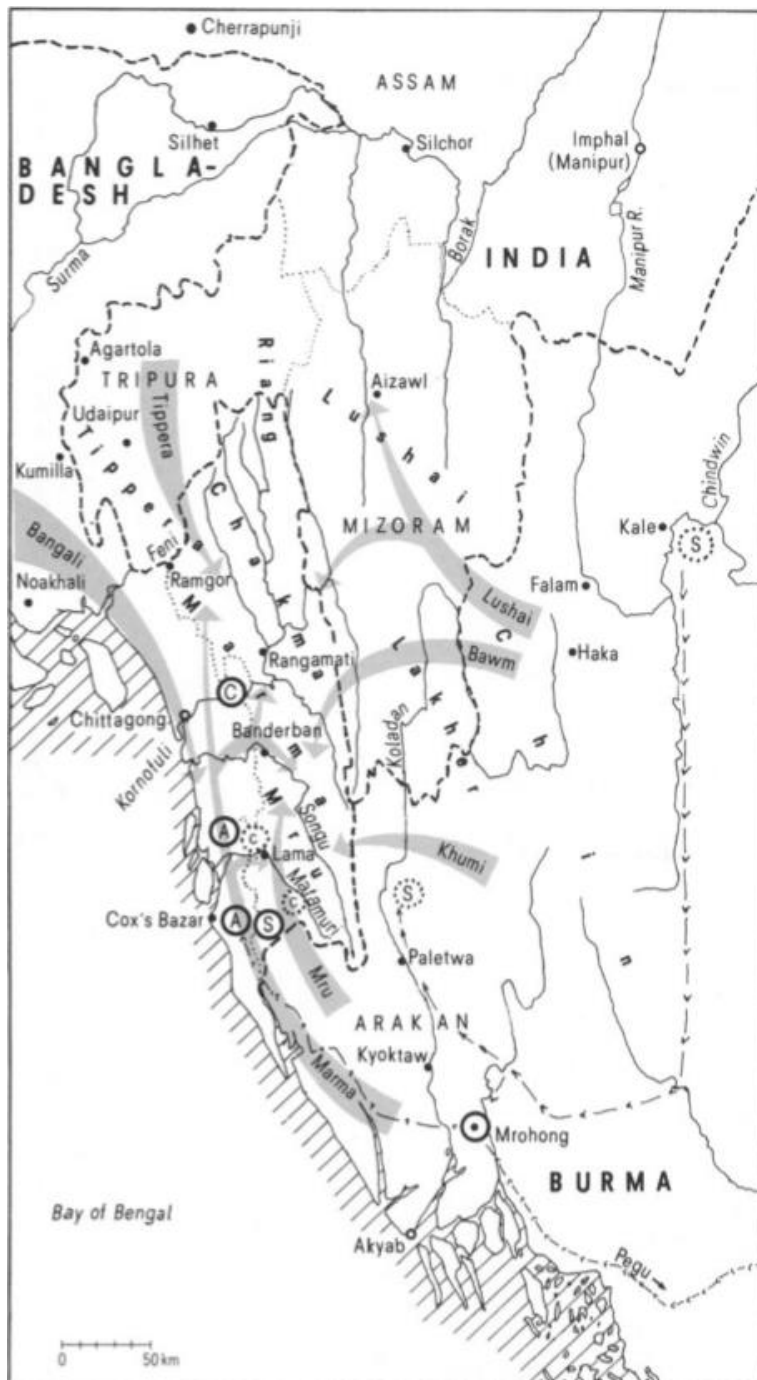 Cherrapunji
ASSAM
Silhet
Silchor
Imphal
(Manipur)
BANGLA-
DESH
Surma
Borak
INDIA
Manipur R.
Agartola
TRIPURA
Riang
Tippera
Aizawl
Lushai
Udaipur
Tippera
Kumilla
Chakma
Chindwin
MIZORAM
Kale
S
Bangali
Feni
Noakhali
Ramgor
Marma
Falam
Lushai
Lakher
Chin
Rangamati
Bawm
Haka
C
Chittagong
Banderban
Koladan
Kornofuli
Mru
Songu
A
C
Lama
Khumi
Matamuri
C
S
Cox's Bazar
A
S
Paletwa
Mru
ARAKAN
Kyoktaw
Marma
Mrohong
BURMA
Bay of Bengal
Akyab
Pegu
0 50 km